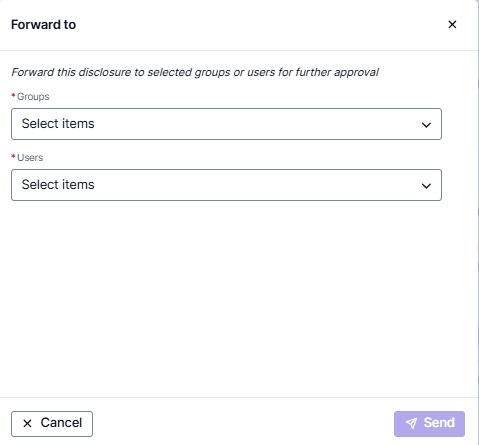 Forward to
Forward this disclosure to selected groups or users for further approval
*Groups
Select items
*Users
Select items
Cancel
Send